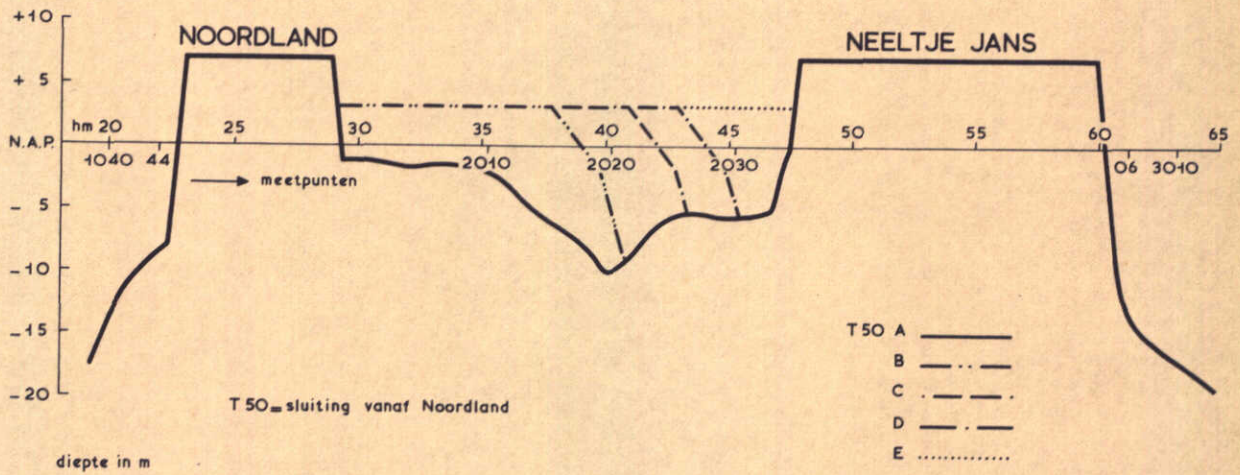 +10
NOORDLAND
NEELTJE JANS
+ 5
hm 20 25 30 35 40 45 50 55 60 65
N.A.P.
1040 44 2010 2020 2030 06 3010
meetpunten
- 5
-10
-15
-20
T 50 A
B
C
D
E
T 50= sluiting vanaf Noordland
diepte in m